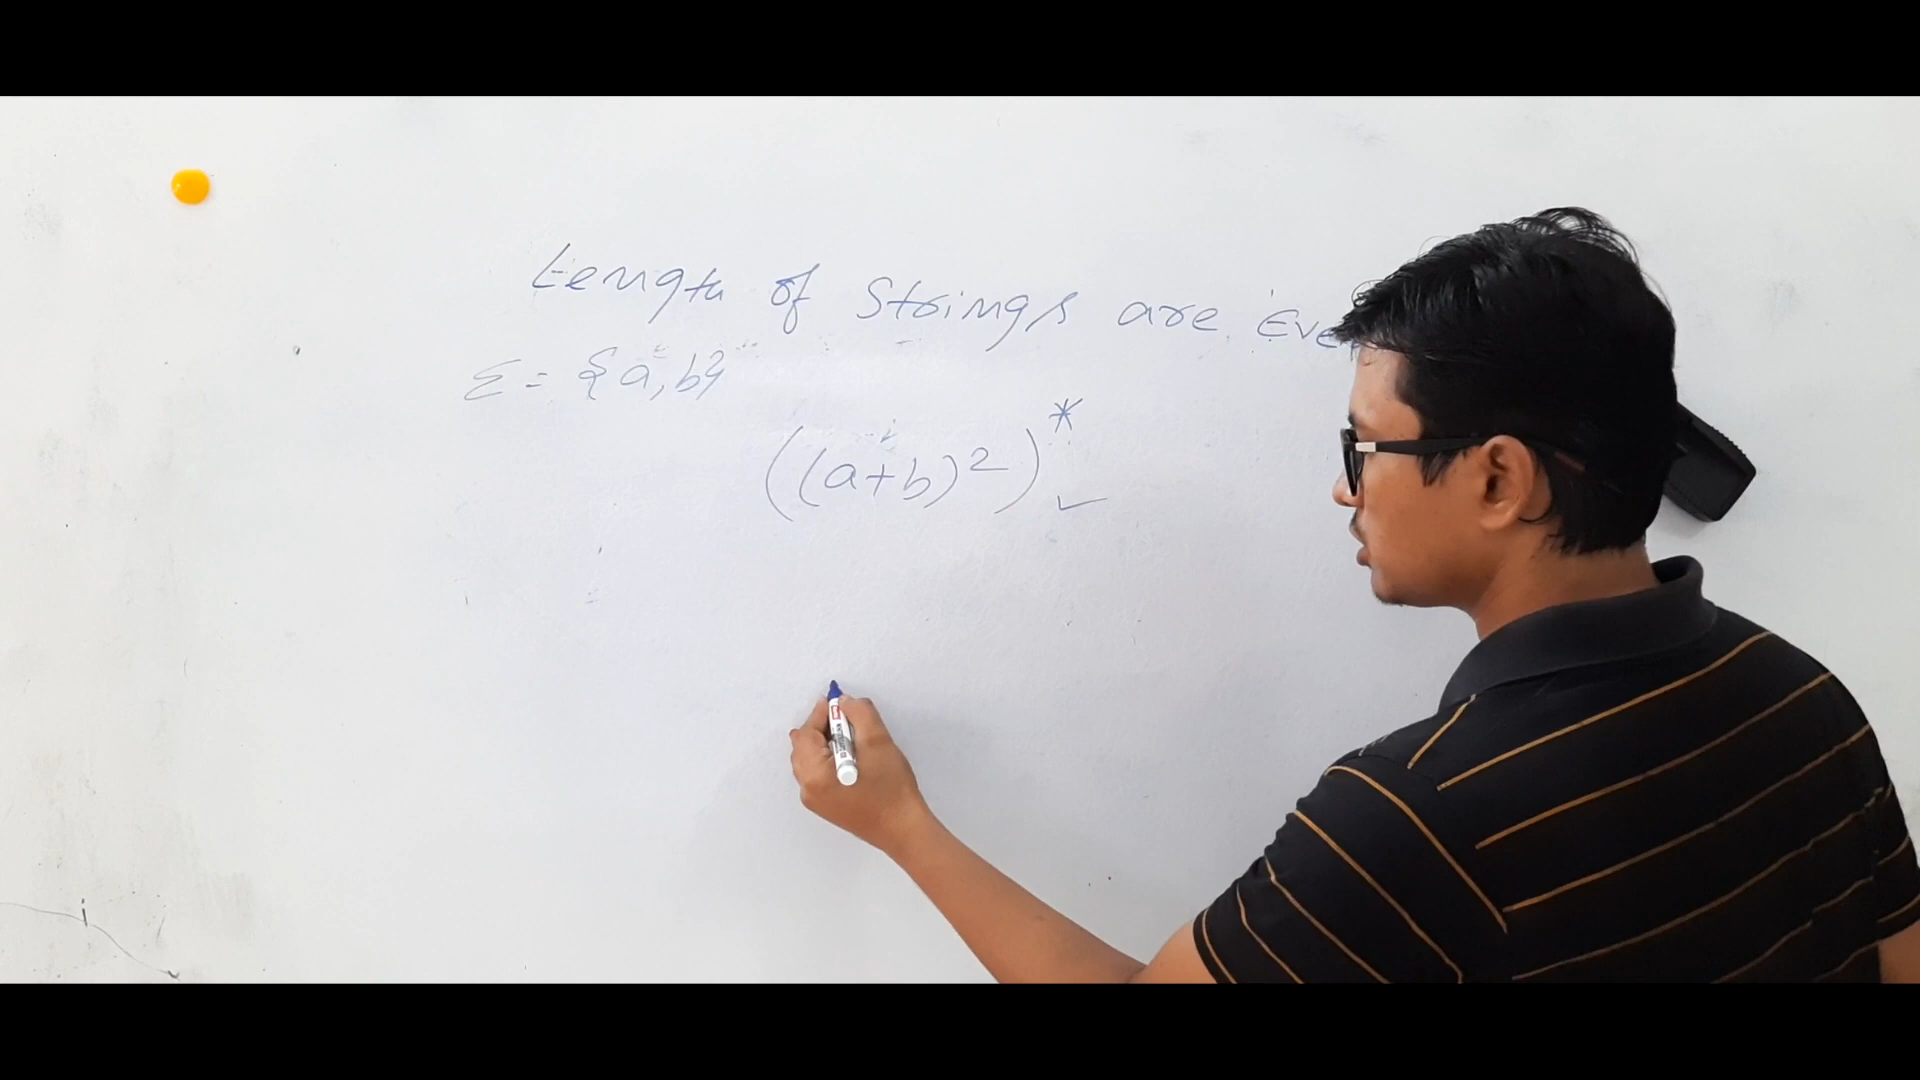 Length of Strings are Eve
Σ = {a, b}
((a+b)²)*